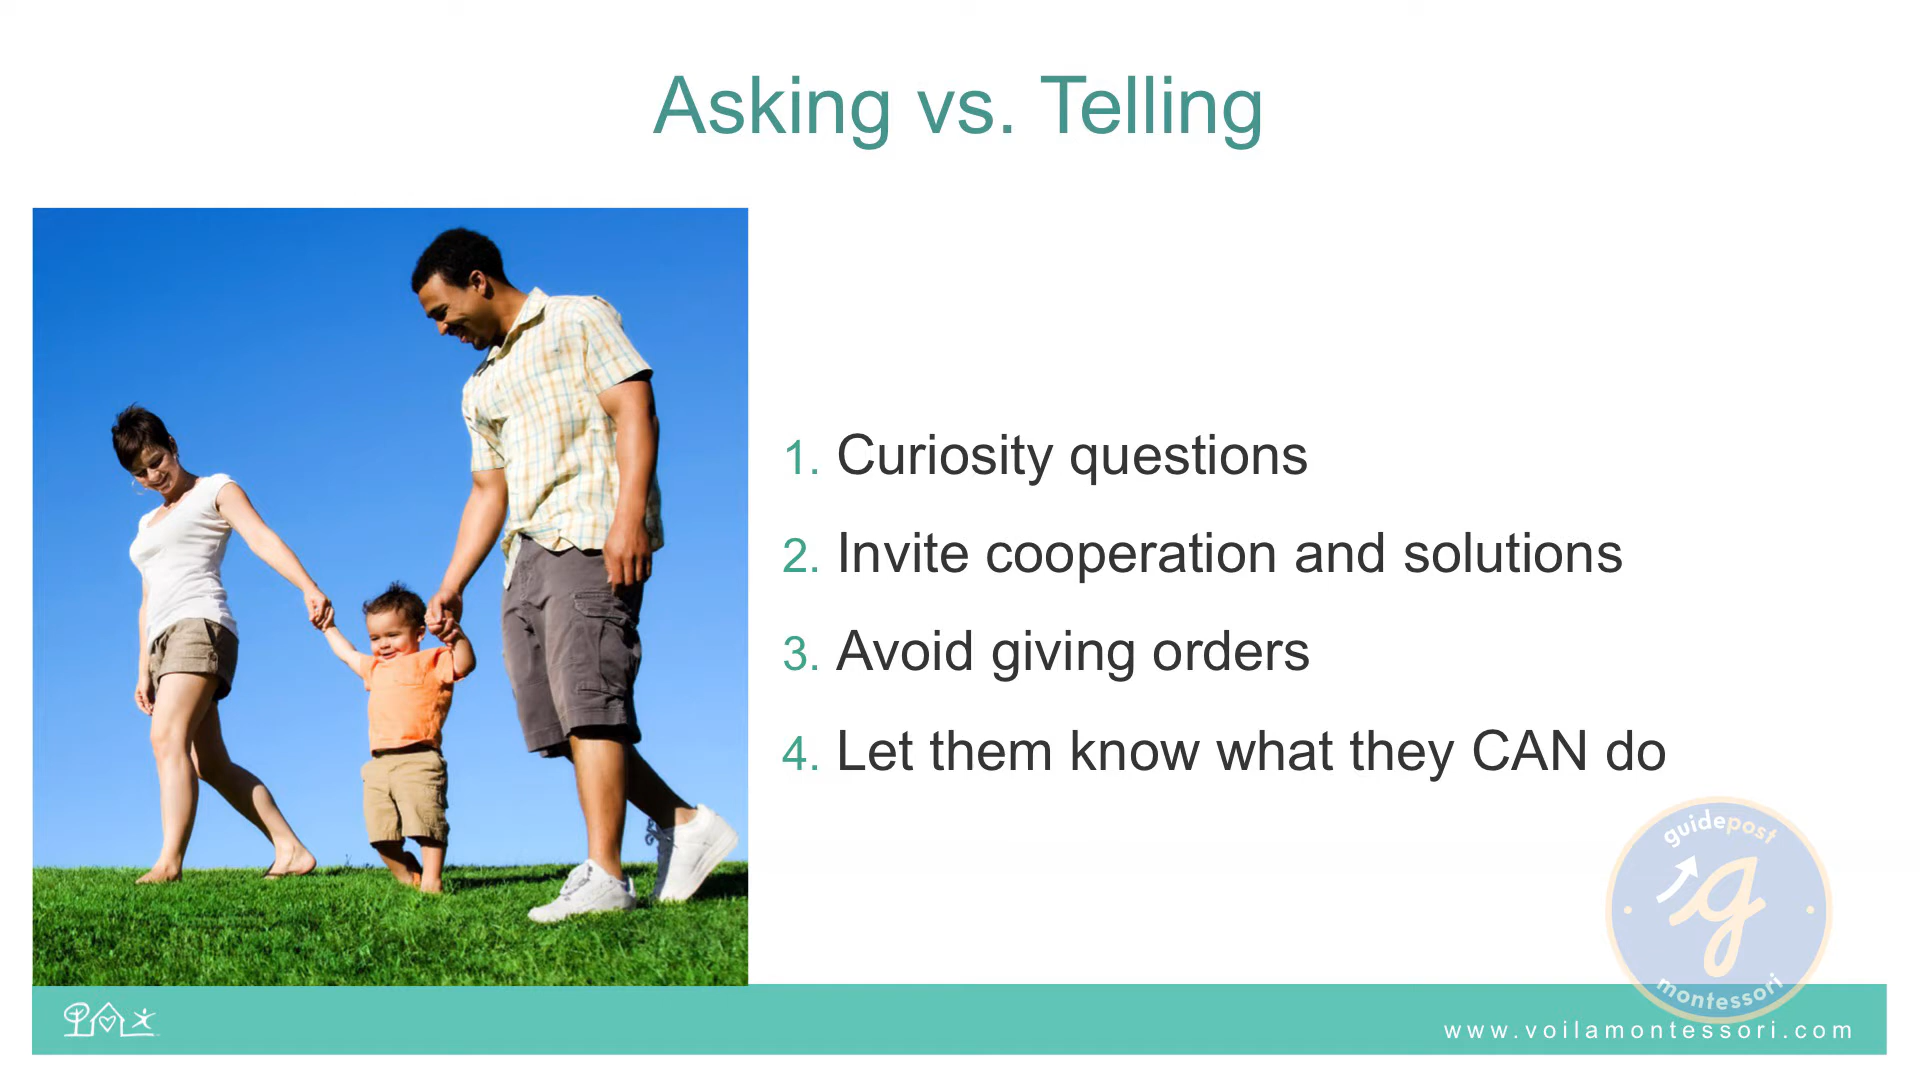 Asking vs. Telling
1. Curiosity questions
2. Invite cooperation and solutions
3. Avoid giving orders
4. Let them know what they CAN do
guidepost
g
montessori
www.voilamontessori.com